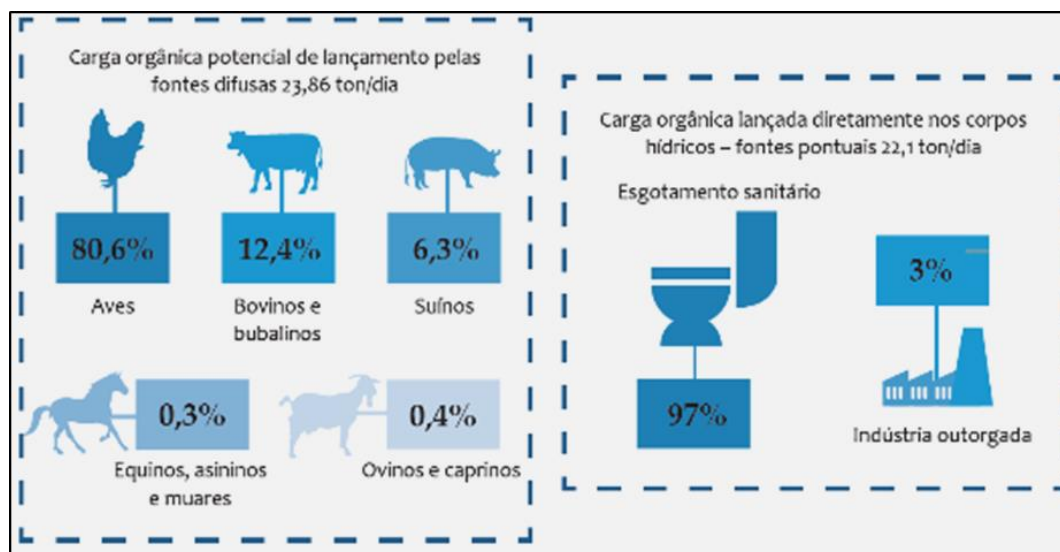 Carga orgânica potencial de lançamento pelas
fontes difusas 23,86 ton/dia
80,6%
12,4%
6,3%
Aves
Bovinos e
bubalinos
Suínos
0,3%
0,4%
Equinos, asininos
e muares
Ovinos e caprinos
Carga orgânica lançada diretamente nos corpos
hídricos – fontes pontuais 22,1 ton/dia
Esgotamento sanitário
3%
97%
Indústria outorgada